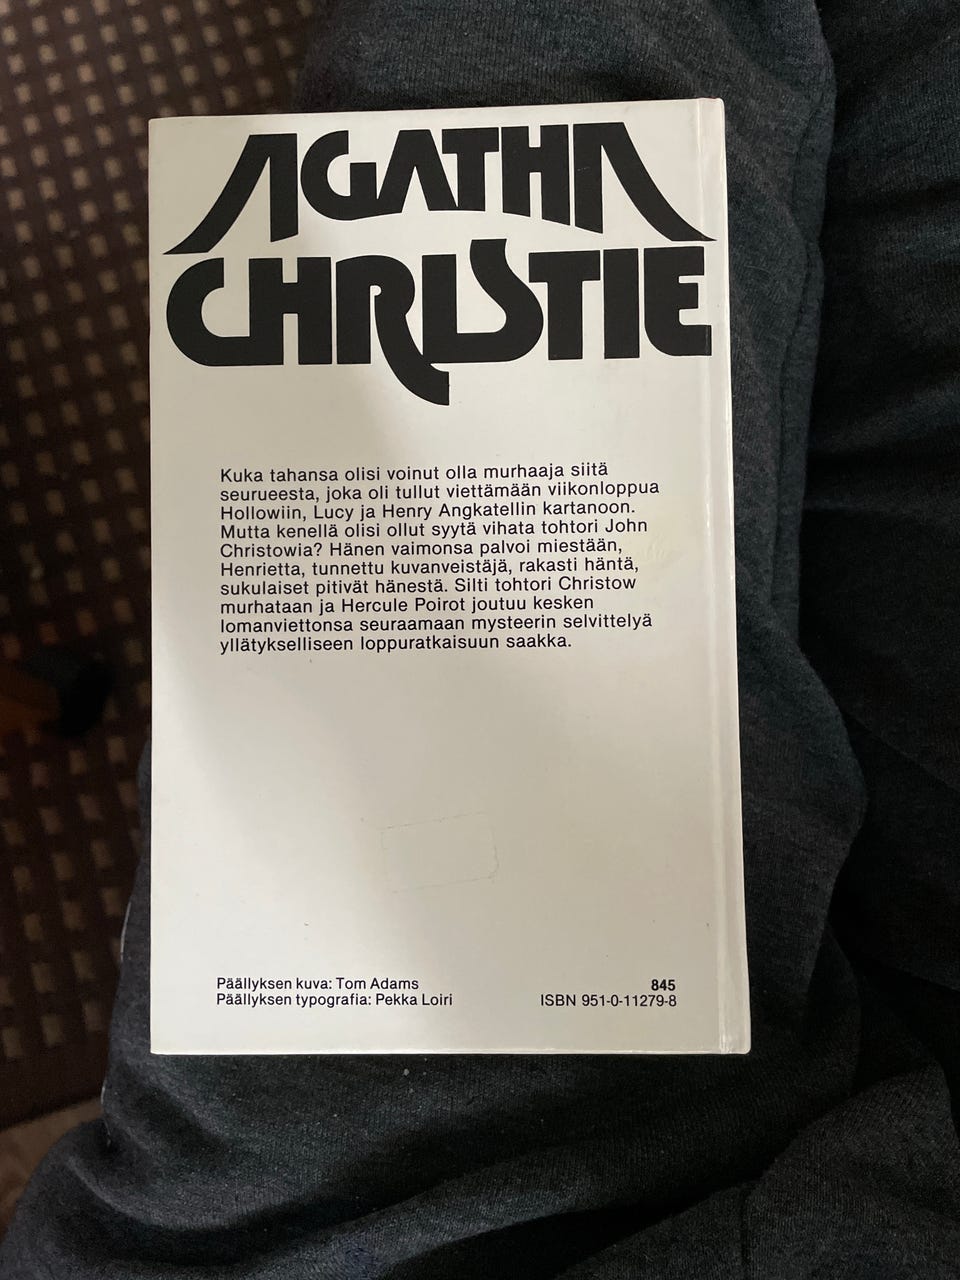 AGATHA
CHRISTIE
Kuka tahansa olisi voinut olla murhaaja siitä
seurueesta, joka oli tullut viettämään viikonloppua
Hollowiin, Lucy ja Henry Angkatellin kartanoon.
Mutta kenellä olisi ollut syytä vihata tohtori John
Christowia? Hänen vaimonsa palvoi miestään,
Henrietta, tunnettu kuvanveistäjä, rakasti häntä,
sukulaiset pitivät hänestä. Silti tohtori Christow
murhataan ja Hercule Poirot joutuu kesken
lomanviettonsa seuraamaan mysteerin selvittelyä
yllätykselliseen loppuratkaisuun saakka.
Päällyksen kuva: Tom Adams
Päällyksen typografia: Pekka Loiri
845
ISBN 951-0-11279-8